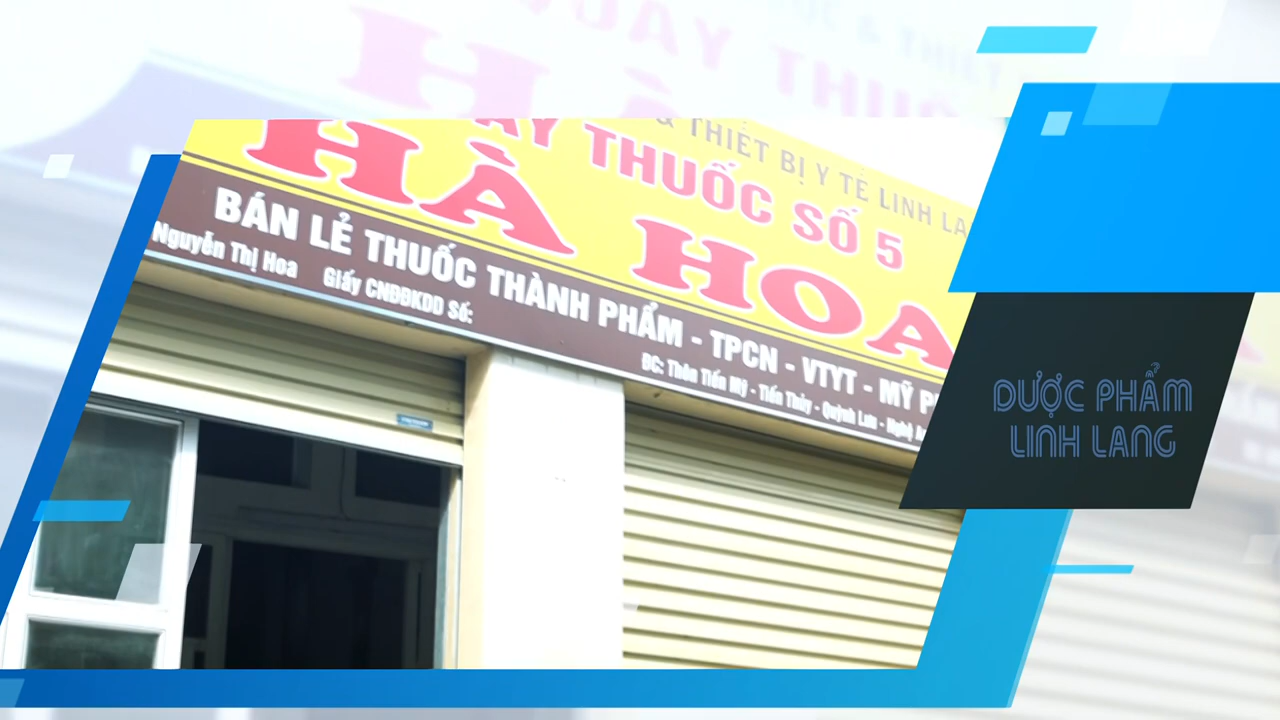 & THIẾT BỊ Y TẾ LINH LA
ẦY THUỐC SỐ 5
HÀ HOA
BÁN LẺ THUỐC THÀNH PHẨM - TPCN - VTYT - MỸ P
Nguyễn Thị Hoa Giấy CNĐĐKDD Số:
ĐC: Thôn Tiến Mỹ - Tiến Thủy - Quỳnh Lưu - Nghệ A
DƯỢC PHẨM
LINH LANG